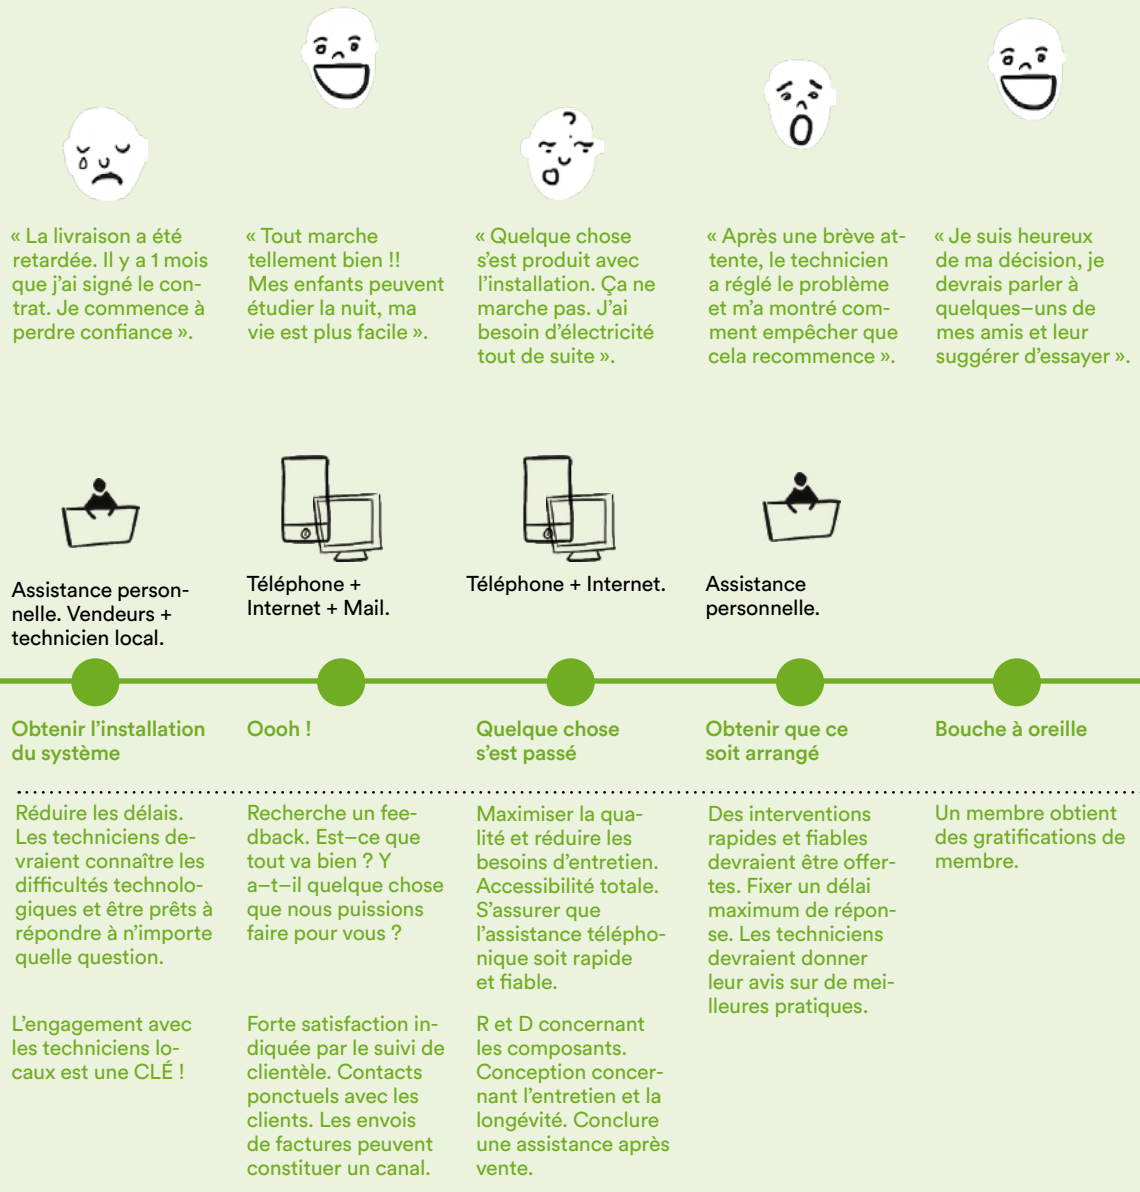 « La livraison a été
retardée. Il y a 1 mois
que j’ai signé le con-
trat. Je commence à
perdre confiance ».
« Tout marche
tellement bien !!
Mes enfants peuvent
étudier la nuit, ma
vie est plus facile ».
« Quelque chose
s’est produit avec
l’installation. Ça ne
marche pas. J’ai
besoin d’électricité
tout de suite ».
« Après une brève at-
tente, le technicien
a réglé le problème
et m’a montré com-
ment empêcher que
cela recommence ».
« Je suis heureux
de ma décision, je
devrais parler à
quelques–uns de
mes amis et leur
suggérer d’essayer ».
Assistance person-
nelle. Vendeurs +
technicien local.
Téléphone +
Internet + Mail.
Téléphone + Internet.
Assistance
personnelle.
Obtenir l’installation
du système
Oooh !
Quelque chose
s’est passé
Obtenir que ce
soit arrangé
Bouche à oreille
Réduire les délais.
Les techniciens de-
vraient connaître les
difficultés technolo-
giques et être prêts à
répondre à n’importe
quelle question.
L’engagement avec
les techniciens lo-
caux est une CLÉ !
Recherche un fee-
dback. Est–ce que
tout va bien ? Y
a–t–il quelque chose
que nous puissions
faire pour vous ?
Forte satisfaction in-
diquée par le suivi de
clientèle. Contacts
ponctuels avec les
clients. Les envois
de factures peuvent
constituer un canal.
Maximiser la qua-
lité et réduire les
besoins d’entretien.
Accessibilité totale.
S’assurer que
l’assistance télépho-
nique soit rapide
et fiable.
R et D concernant
les composants.
Conception concer-
nant l’entretien et la
longévité. Conclure
une assistance après
vente.
Des interventions
rapides et fiables
devraient être offer-
tes. Fixer un délai
maximum de répon-
se. Les techniciens
devraient donner
leur avis sur de mei-
lleures pratiques.
Un membre obtient
des gratifications de
membre.